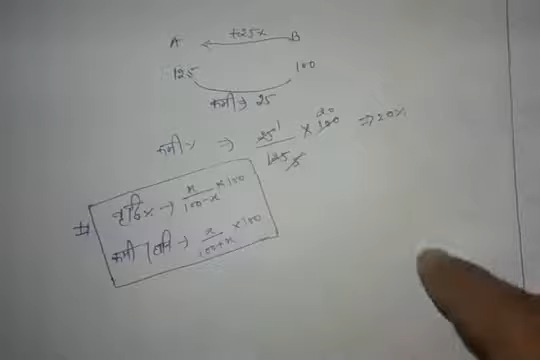 +25%
A ← B
125 100
कमी → 25
कमी% → 25/125 × 100 ⇒ 20%
# वृद्धि% → x/100-x × 100
कमी/हानि → x/100+x × 100